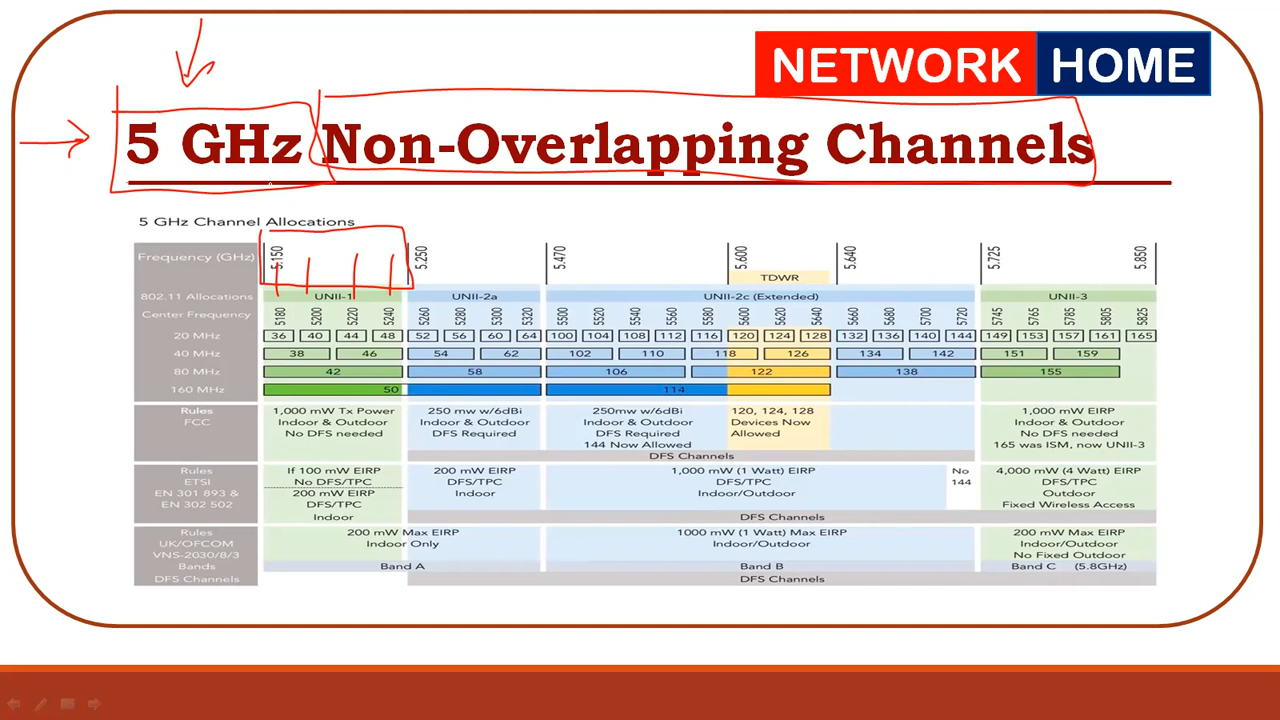 NETWORK HOME
5 GHz Non-Overlapping Channels
5 GHz Channel Allocations
Frequency (GHz) 5.150 5.250 5.470 5.600 5.640 5.725 5.850
TDWR
802.11 Allocations UNII-1 UNII-2a UNII-2c (Extended) UNII-3
Center Frequency 5180 5200 5220 5240 5260 5280 5300 5320 5500 5520 5540 5560 5580 5600 5620 5640 5660 5680 5700 5720 5745 5765 5785 5805 5825
20 MHz 36 40 44 48 52 56 60 64 100 104 108 112 116 120 124 128 132 136 140 144 149 153 157 161 165
40 MHz 38 46 54 62 102 110 118 126 134 142 151 159
80 MHz 42 58 106 122 138 155
160 MHz 50 114
Rules 1,000 mW Tx Power 250 mw w/6dBi 250mw w/6dBi 120, 124, 128 1,000 mW EIRP
FCC Indoor & Outdoor Indoor & Outdoor Indoor & Outdoor Devices Now Indoor & Outdoor
No DFS needed DFS Required DFS Required Allowed No DFS needed
144 Now Allowed 165 was ISM, now UNII-3
DFS Channels
Rules If 100 mW EIRP 200 mW EIRP 1,000 mW (1 Watt) EIRP No 4,000 mW (4 Watt) EIRP
ETSI No DFS/TPC DFS/TPC DFS/TPC 144 DFS/TPC
EN 301 893 & 200 mW EIRP Indoor Indoor/Outdoor Outdoor
EN 302 502 DFS/TPC Fixed Wireless Access
Indoor DFS Channels
Rules 200 mW Max EIRP 1000 mW (1 Watt) Max EIRP 200 mW Max EIRP
UK/OFCOM Indoor Only Indoor/Outdoor Indoor/Outdoor
VNS-2030/8/3 No Fixed Outdoor
Bands Band A Band B Band C (5.8GHz)
DFS Channels DFS Channels